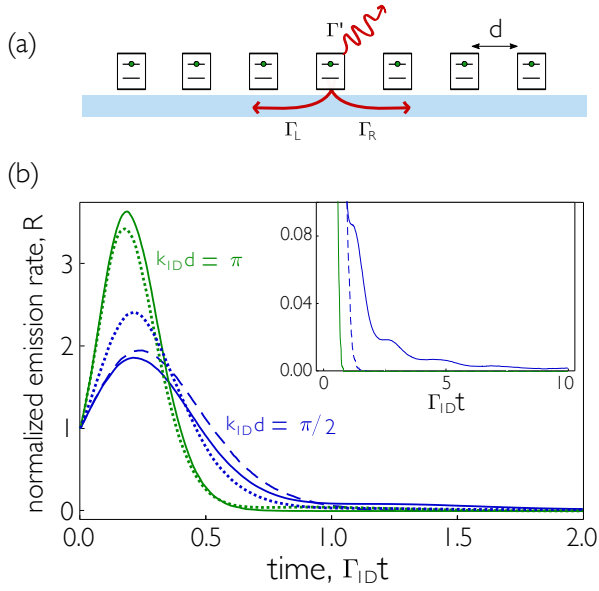 (a)
Γ'
d
Γ_L
Γ_R
(b)
normalized emission rate, R
3
2
1
0
k_1D d = π
k_1D d = π/2
0.08
0.04
0.00
0
5
10
Γ_1D t
0.0
0.5
1.0
1.5
2.0
time, Γ_1D t